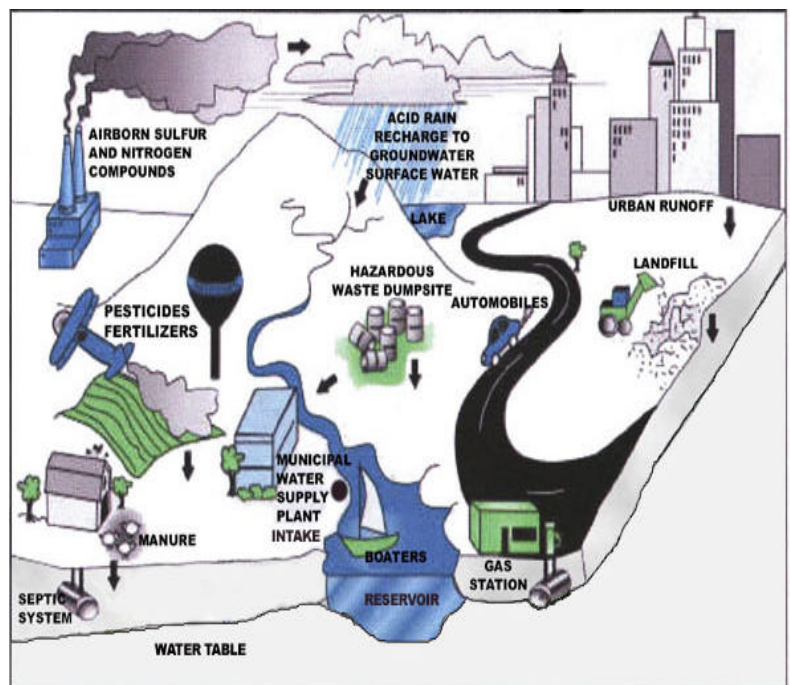 AIRBORN SULFUR
AND NITROGEN
COMPOUNDS
ACID RAIN
RECHARGE TO
GROUNDWATER
SURFACE WATER
URBAN RUNOFF
LAKE
LANDFILL
HAZARDOUS
WASTE DUMPSITE
AUTOMOBILES
PESTICIDES
FERTILIZERS
MUNICIPAL
WATER
SUPPLY
PLANT
INTAKE
MANURE
BOATERS
GAS
STATION
SEPTIC
SYSTEM
RESERVOIR
WATER TABLE